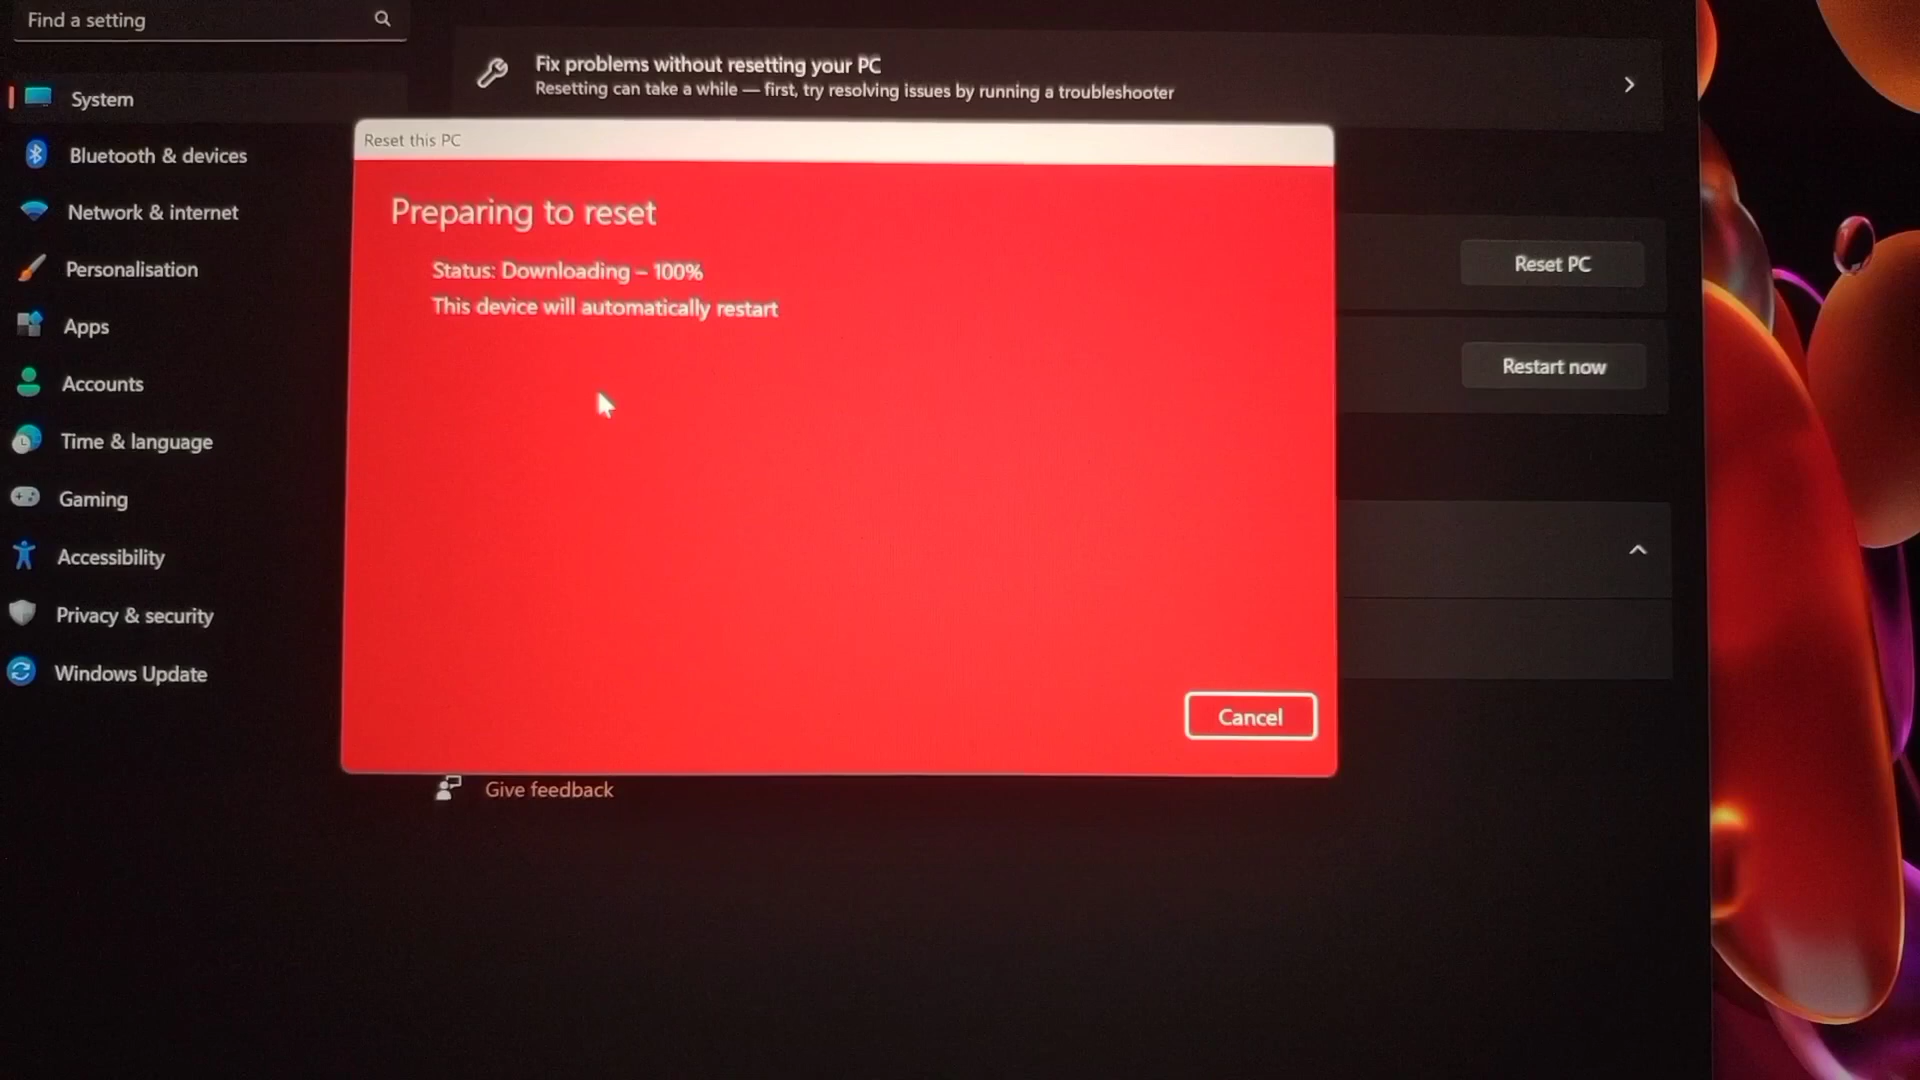 Find a setting
System
Bluetooth & devices
Network & internet
Personalisation
Apps
Accounts
Time & language
Gaming
Accessibility
Privacy & security
Windows Update
Fix problems without resetting your PC
Resetting can take a while — first, try resolving issues by running a troubleshooter
Reset this PC
Preparing to reset
Status: Downloading – 100%
This device will automatically restart
Cancel
Reset PC
Restart now
Give feedback